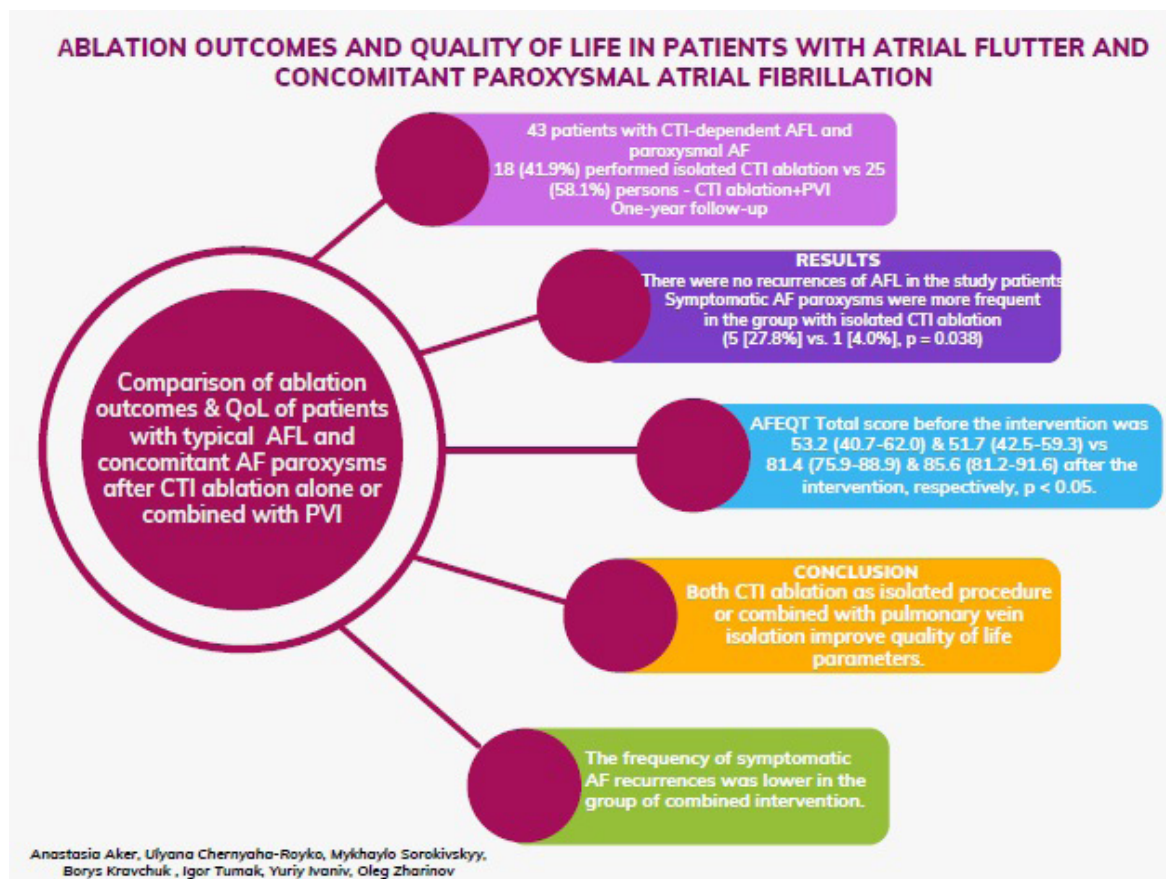 ABLATION OUTCOMES AND QUALITY OF LIFE IN PATIENTS WITH ATRIAL FLUTTER AND
CONCOMITANT PAROXYSMAL ATRIAL FIBRILLATION
43 patients with CTI-dependent AFL and
paroxysmal AF
18 (41.9%) performed isolated CTI ablation vs 25
(58.1%) persons - CTI ablation+PVI
One-year follow-up
RESULTS
There were no recurrences of AFL in the study patients
Symptomatic AF paroxysms were more frequent
in the group with isolated CTI ablation
(5 [27.8%] vs. 1 [4.0%], p = 0.038)
Comparison of ablation
outcomes & QoL of patients
with typical AFL and
concomitant AF paroxysms
after CTI ablation alone or
combined with PVI
AFEQT Total score before the intervention was
53.2 (40.7-62.0) & 51.7 (42.5-59.3) vs
81.4 (75.9-88.9) & 85.6 (81.2-91.6) after the
intervention, respectively, p < 0.05.
CONCLUSION
Both CTI ablation as isolated procedure
or combined with pulmonary vein
isolation improve quality of life
parameters.
The frequency of symptomatic
AF recurrences was lower in the
group of combined intervention.
Anastasia Aker, Ulyana Chernyaha-Royko, Mykhaylo Sorokivskyy,
Borys Kravchuk , Igor Tumak, Yuriy Ivaniv, Oleg Zharinov